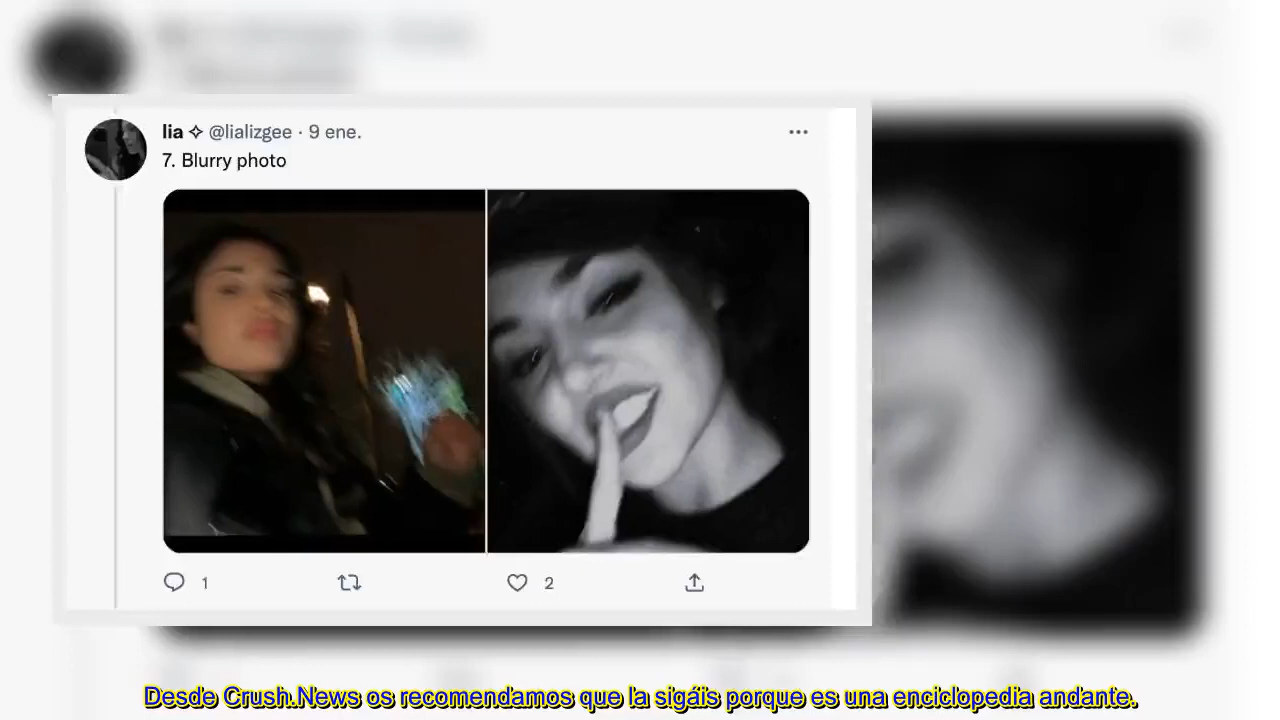 lia ✧ @lializgee · 9 ene.
7. Blurry photo
1 2
Desde Crush.News os recomendamos que la sigáis porque es una enciclopedia andante.